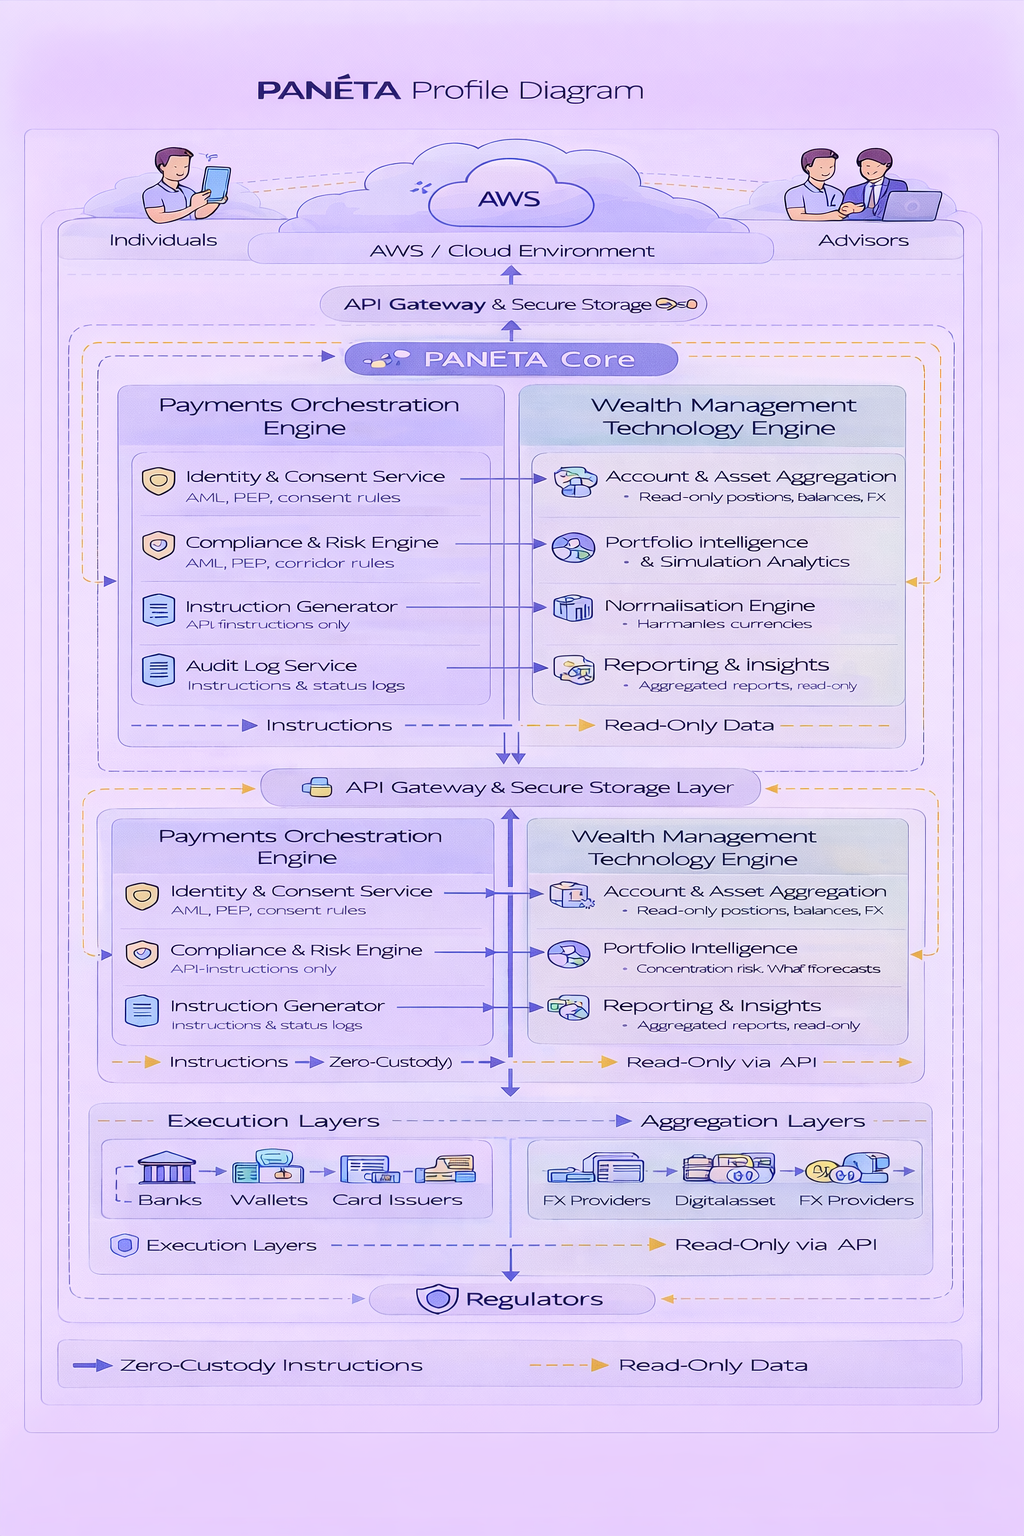 PANÉTA Profile Diagram
AWS
Individuals
Advisors
AWS / Cloud Environment
API Gateway & Secure Storage
PANETA Core
Payments Orchestration
Engine
Wealth Management
Technology Engine
Identity & Consent Service
AML, PEP, consent rules
Account & Asset Aggregation
• Read-only postions, Balances, FX
Compliance & Risk Engine
AML, PEP, corridor rules
Portfolio intelligence
• & Simulation Analytics
Instruction Generator
API. finstructions only
Normalisation Engine
• Harmanles currencies
Audit Log Service
Instructions & status logs
Reporting & insights
• Aggregated reports, read-only
Instructions
Read-Only Data
API Gateway & Secure Storage Layer
Payments Orchestration
Engine
Wealth Management
Technology Engine
Identity & Consent Service
AML, PEP, consent rules
Account & Asset Aggregation
• Read-only postions, balances, FX
Compliance & Risk Engine
API-instructions only
Portfolio Intelligence
• Concentration risk. What fforecasts
Instruction Generator
Instructions & status logs
Reporting & Insights
• Aggregated reports, read-only
Instructions
Zero-Custody)
Read-Only via API
Execution Layers
Aggregation Layers
Banks
Wallets
Card Issuers
FX Providers
Digitalasset
FX Providers
Execution Layers
Read-Only via API
Regulators
Zero-Custody Instructions
Read-Only Data